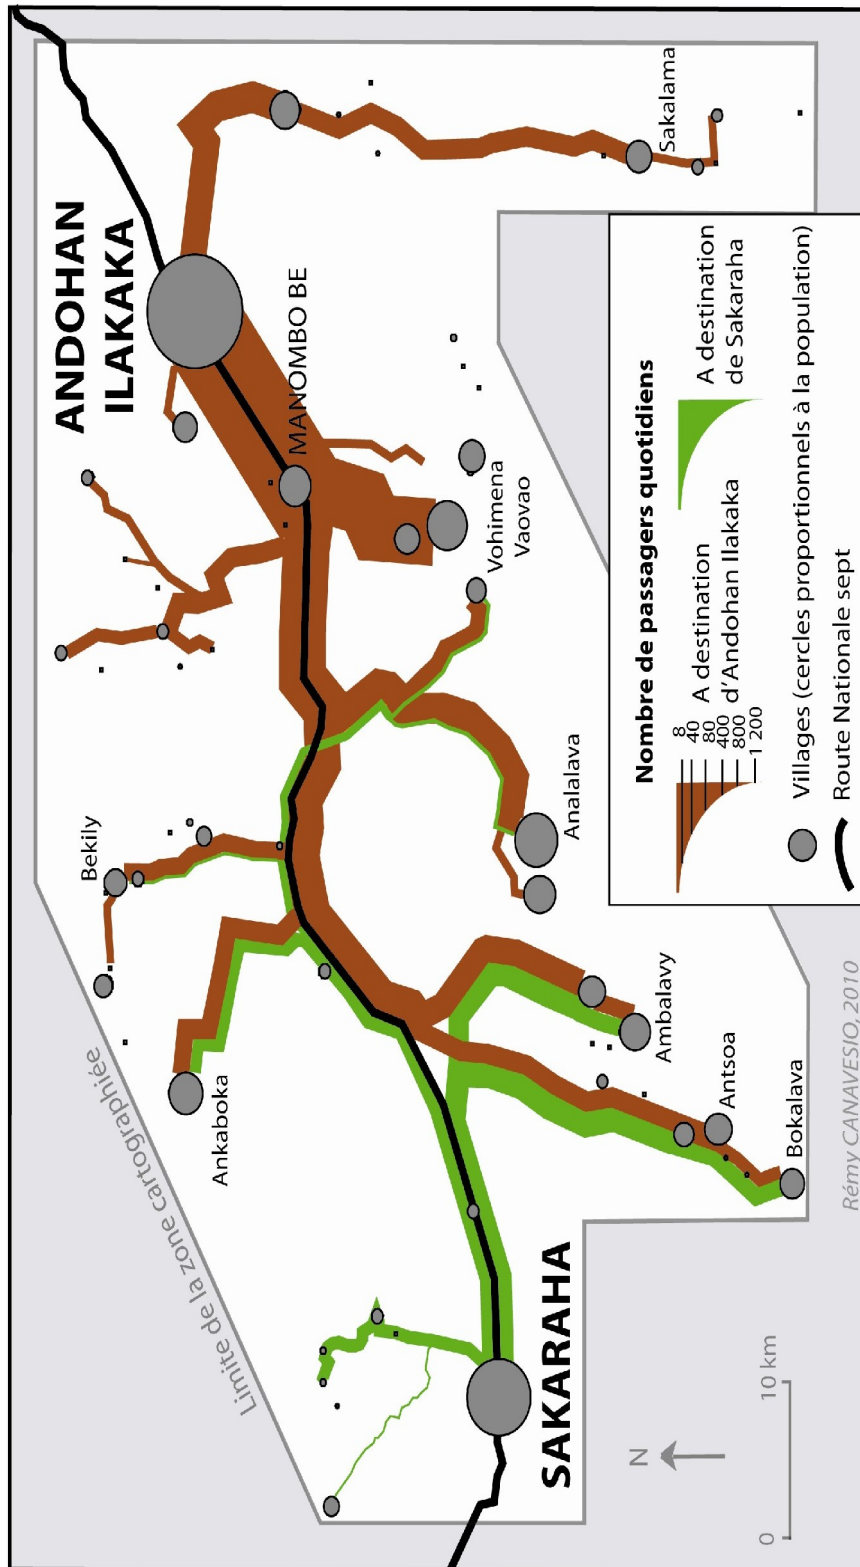 ANDOHAN
ILAKAKA
MANOMBO BE
Sakalama
Bekily
Vohimena
Vaovao
Analalava
Ankaboka
Ambalavy
Antsoa
Bokalava
SAKARAHA
Limite de la zone cartographiée
N
0
10 km
Nombre de passagers quotidiens
8
40
80
400
800
1 200
A destination
d'Andohan Ilakaka
A destination
de Sakaraha
Villages (cercles proportionnels à la population)
Route Nationale sept
Rémy CANAVESIO, 2010